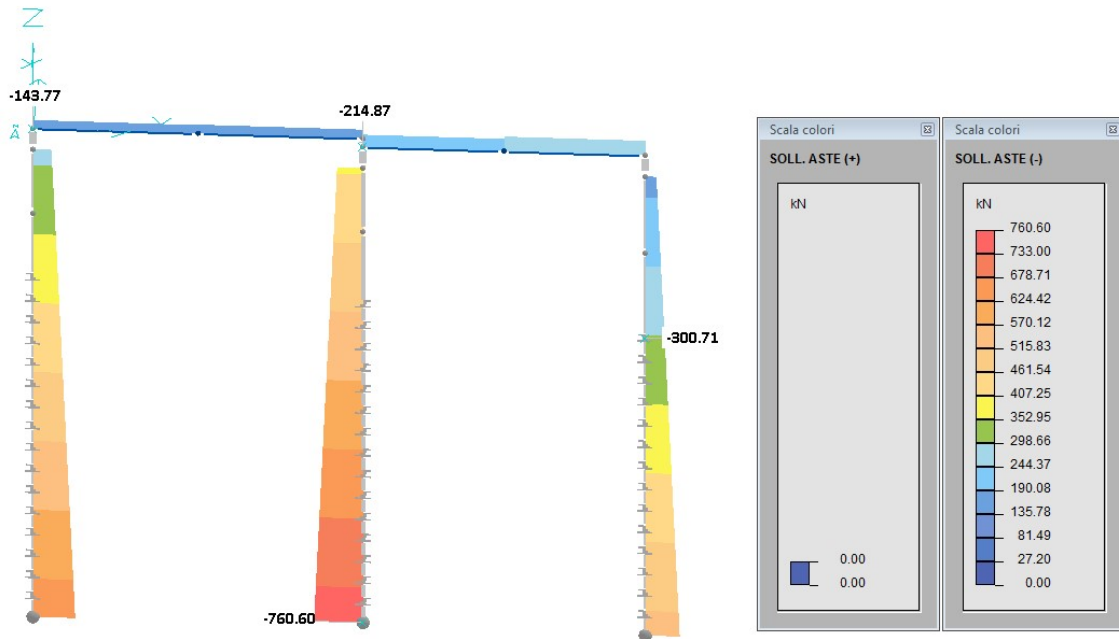 Z
-143.77
-214.87
Y
-300.71
-760.60
Scala colori
SOLL. ASTE (+)
kN
0.00
0.00
Scala colori
SOLL. ASTE (-)
kN
760.60
733.00
678.71
624.42
570.12
515.83
461.54
407.25
352.95
298.66
244.37
190.08
135.78
81.49
27.20
0.00